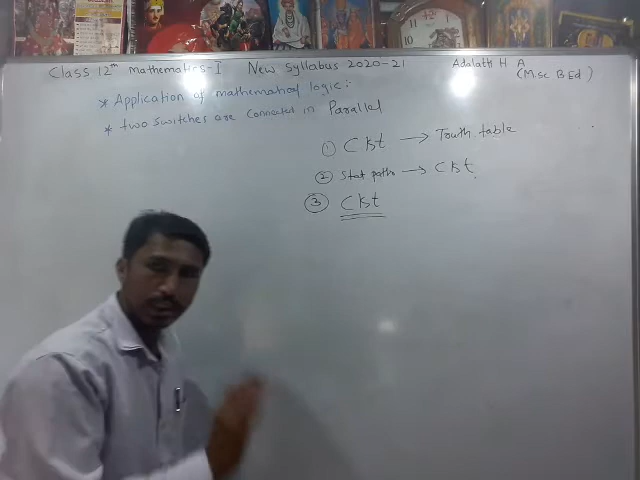 Class 12th mathematics-I New Syllabus 2020-21 Adalath H A
(M.Sc B Ed)
* Application of mathematical logic:
* two Switches are Connected in Parallel
① Ckt → Truth table
② Stat pattn → Ckt.
③ Ckt